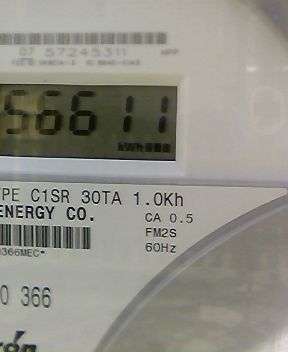 07 57245311
56611
kWh
PE C1SR 30TA 1.0Kh
ENERGY CO.
CA 0.5
FM2S
60Hz
366MEC*
0 366
rón